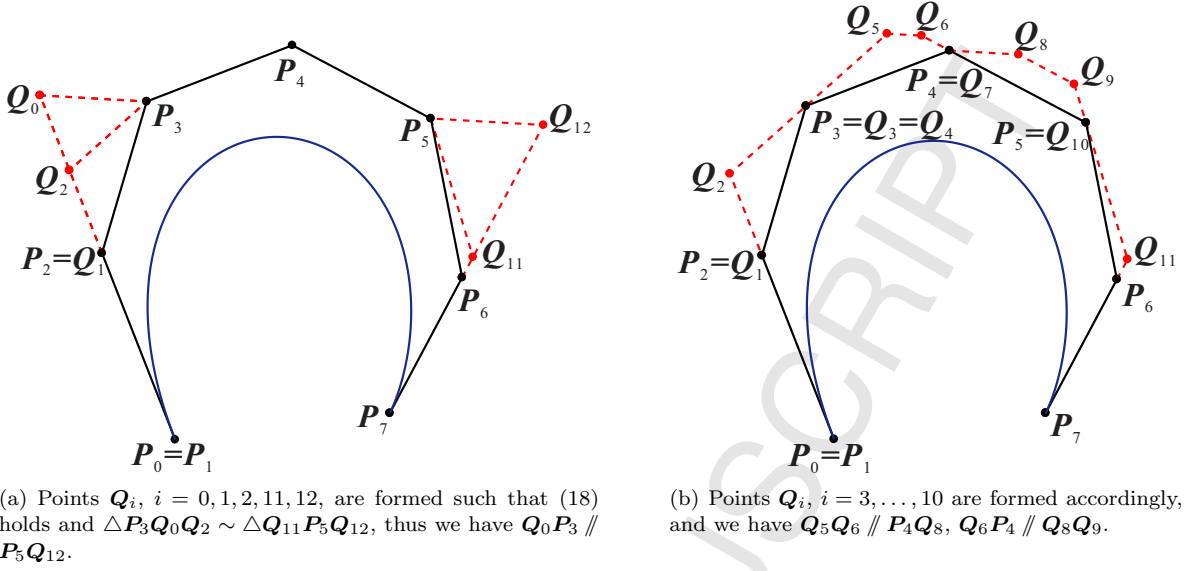 Q₀
P₃
P₄
P₅
Q₁₂
Q₂
P₂=Q₁
Q₁₁
P₆
P₇
P₀=P₁
(a) Points Qᵢ, i = 0, 1, 2, 11, 12, are formed such that (18)
holds and △P₃Q₀Q₂ ∼ △Q₁₁P₅Q₁₂, thus we have Q₀P₃ ∥
P₅Q₁₂.
Q₅
Q₆
Q₈
Q₉
P₄=Q₇
P₃=Q₃=Q₄
P₅=Q₁₀
Q₂
P₂=Q₁
Q₁₁
P₆
P₇
P₀=P₁
(b) Points Qᵢ, i = 3, . . . , 10 are formed accordingly,
and we have Q₅Q₆ ∥ P₄Q₈, Q₆P₄ ∥ Q₈Q₉.
USCRIPT